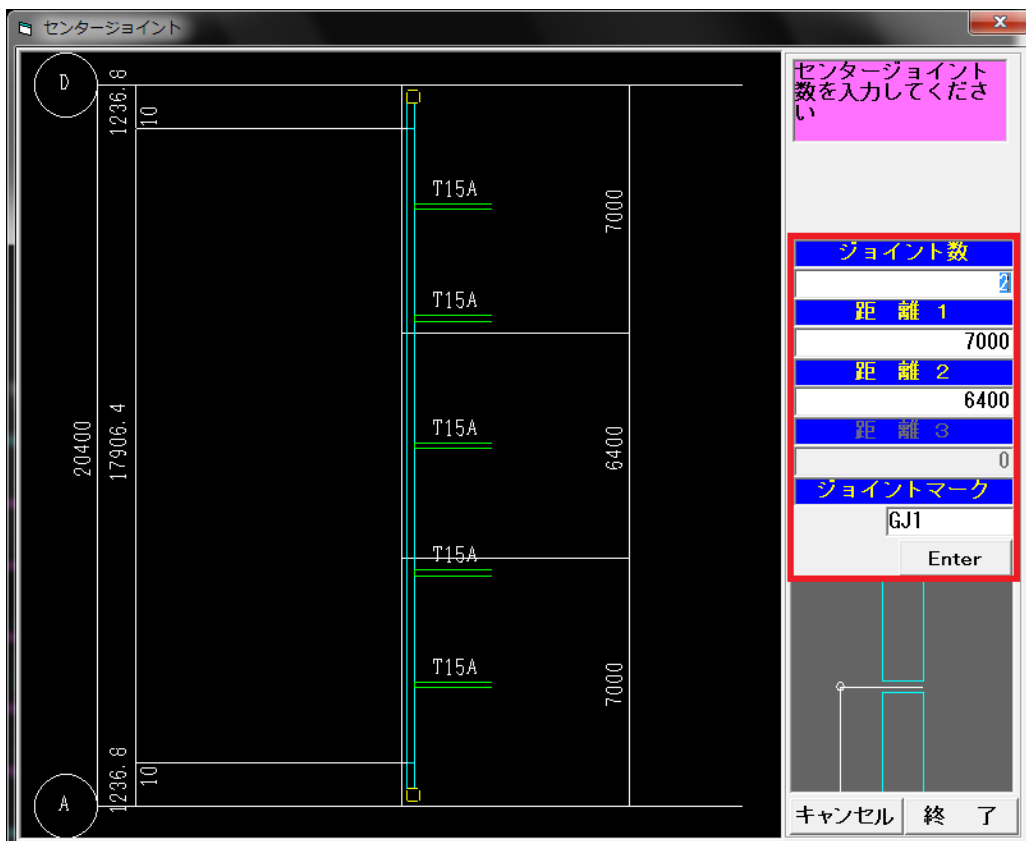 センタージョイント
x
D
1236.8
10
T15A
7000
T15A
20400
17906.4
T15A
6400
T15A
T15A
7000
1236.8
10
A
センタージョイント
数を入力してくださ
い
ジョイント数
2
距 離 1
7000
距 離 2
6400
距 離 3
0
ジョイントマーク
GJ1
Enter
キャンセル
終 了